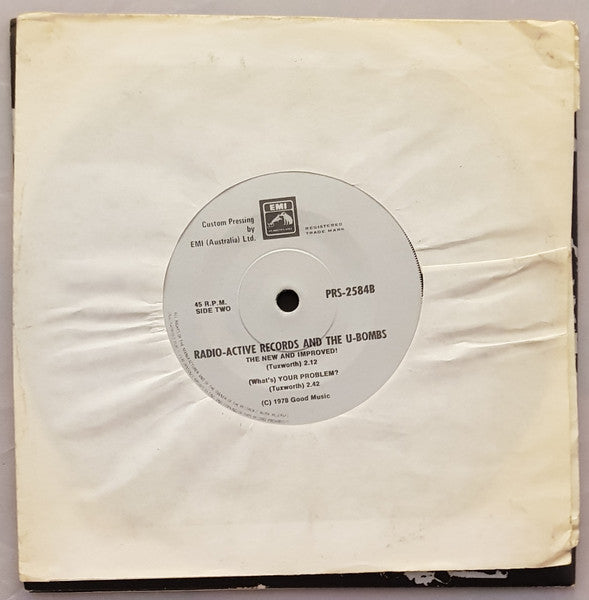 EMI
Custom Pressing
by
EMI (Australia) Ltd.
REGISTERED
TRADE MARK
45 R.P.M.
SIDE TWO
PRS-2584B
RADIO-ACTIVE RECORDS AND THE U-BOMBS
THE NEW AND IMPROVED!
(Tuxworth) 2.12
(What's) YOUR PROBLEM?
(Tuxworth) 2.42
(C) 1978 Good Music